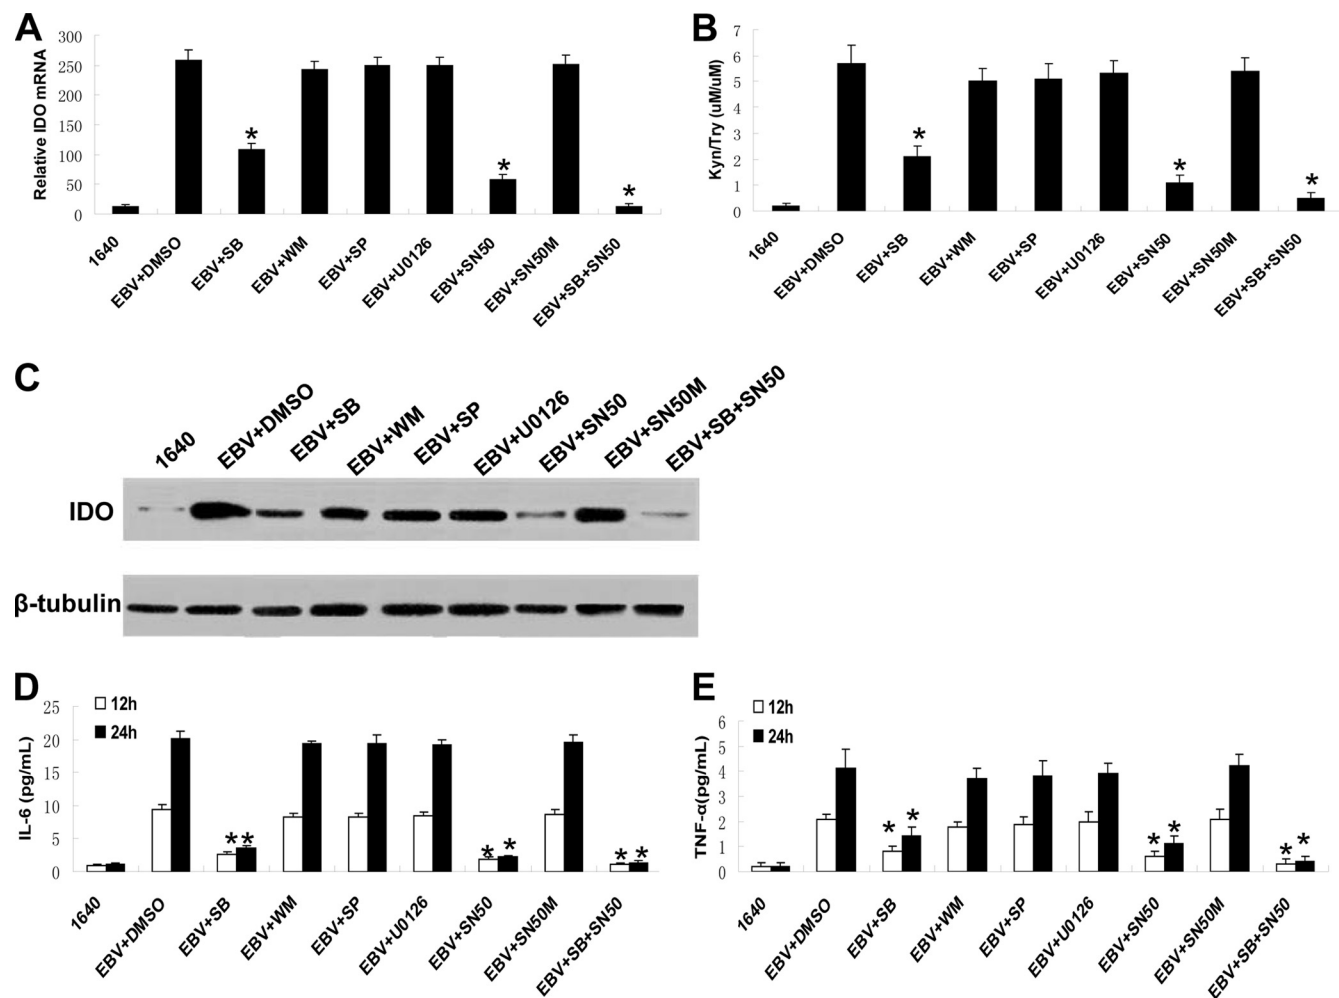 A
Relative IDO mRNA
300
250
200
150
100
50
0
*
*
*
1640
EBV+DMSO
EBV+SB
EBV+WM
EBV+SP
EBV+U0126
EBV+SN50
EBV+SN50M
EBV+SB+SN50
B
Kyn/Try (uM/uM)
7
6
5
4
3
2
1
0
*
*
*
1640
EBV+DMSO
EBV+SB
EBV+WM
EBV+SP
EBV+U0126
EBV+SN50
EBV+SN50M
EBV+SB+SN50
C
1640
EBV+DMSO
EBV+SB
EBV+WM
EBV+SP
EBV+U0126
EBV+SN50
EBV+SN50M
EBV+SB+SN50
IDO
β-tubulin
D
IL-6 (pg/mL)
12h
24h
25
20
15
10
5
0
* *
* *
* *
1640
EBV+DMSO
EBV+SB
EBV+WM
EBV+SP
EBV+U0126
EBV+SN50
EBV+SN50M
EBV+SB+SN50
E
TNF-α(pg/mL)
12h
24h
6
5
4
3
2
1
0
* *
* *
* *
1640
EBV+DMSO
EBV+SB
EBV+WM
EBV+SP
EBV+U0126
EBV+SN50
EBV+SN50M
EBV+SB+SN50